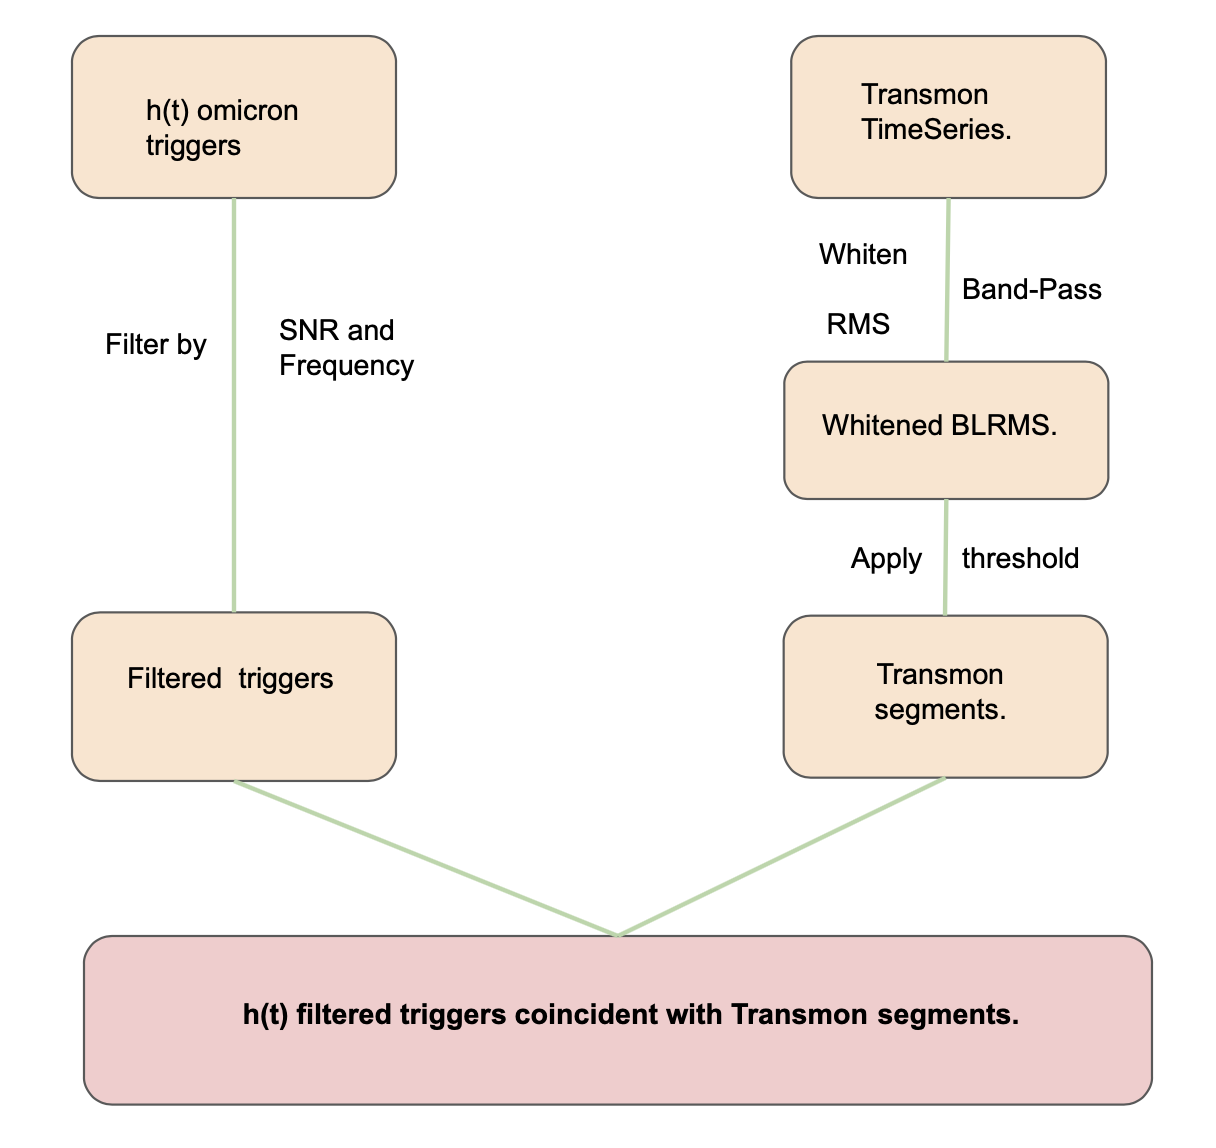 h(t) omicron
triggers
Transmon
TimeSeries.
Whiten
Band-Pass
RMS
Filter by
SNR and
Frequency
Whitened BLRMS.
Apply
threshold
Filtered  triggers
Transmon
segments.
h(t) filtered triggers coincident with Transmon segments.